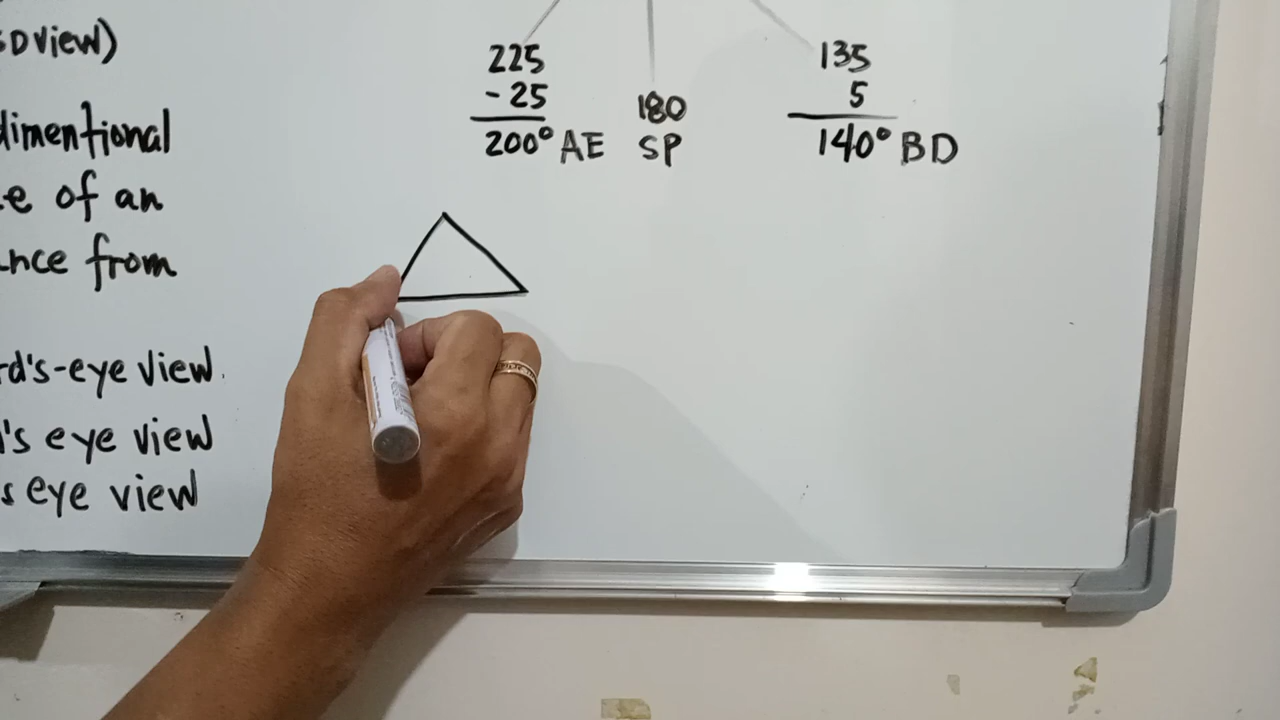 DView)
dimentional
e of an
nce from
rd's-eye view
's eye view
s eye view
225
- 25
200° AE
180
SP
135
5
140° BD